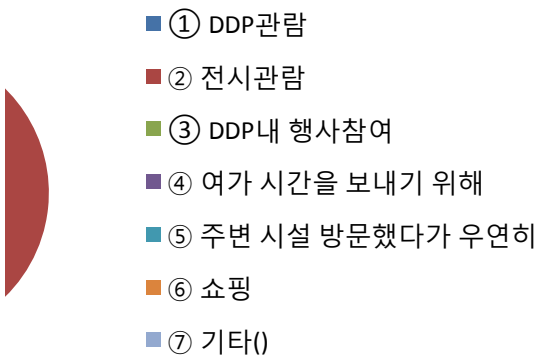 ① DDP관람
② 전시관람
③ DDP내 행사참여
④ 여가 시간을 보내기 위해
⑤ 주변 시설 방문했다가 우연히
⑥ 쇼핑
⑦ 기타()